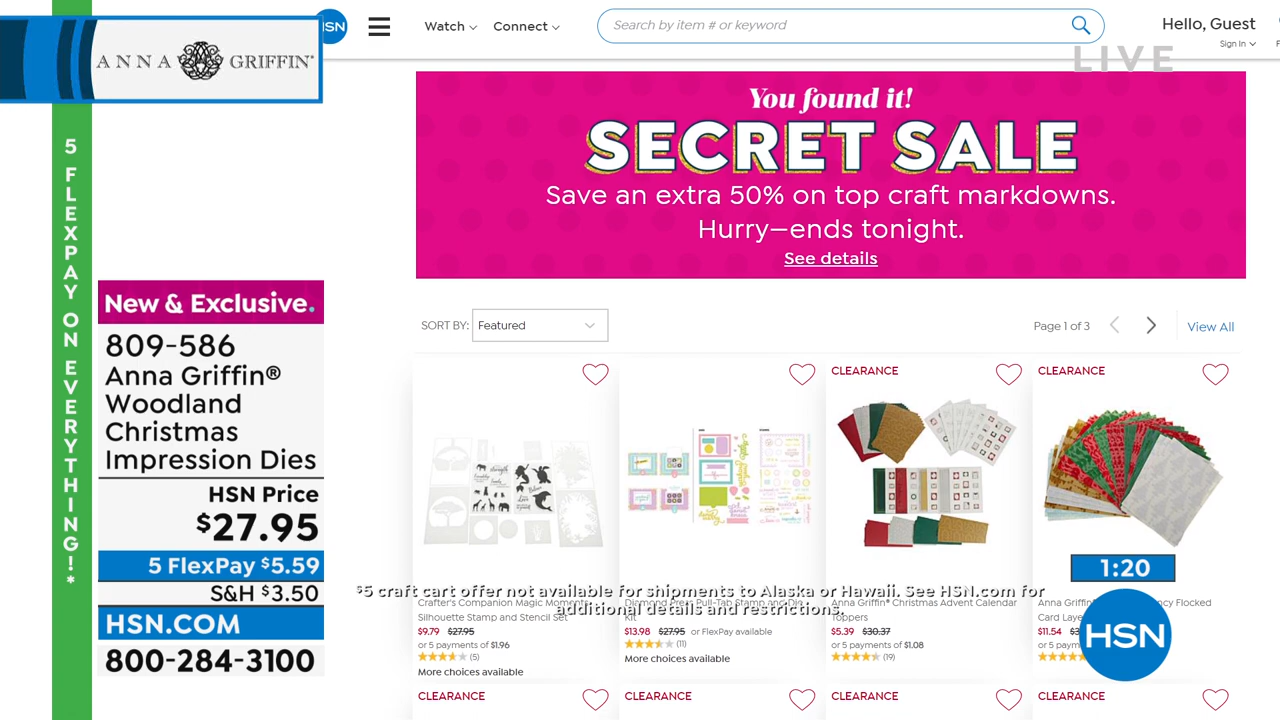 ANNA GRIFFIN
HSN
Watch
Connect
Search by item # or keyword
Hello, Guest
Sign In
LIVE
5 FLEXPAY ON EVERYTHING!*
You found it!
SECRET SALE
Save an extra 50% on top craft markdowns.
Hurry—ends tonight.
See details
New & Exclusive.
809-586
Anna Griffin®
Woodland
Christmas
Impression Dies
HSN Price
$27.95
5 FlexPay $5.59
S&H $3.50
HSN.COM
800-284-3100
SORT BY: Featured
Page 1 of 3
View All
CLEARANCE
CLEARANCE
1:20
$5 craft cart offer not available for shipments to Alaska or Hawaii. See HSN.com for
additional details and restrictions.
Crafter's Companion Magic Moments
Silhouette Stamp and Stencil Set
$9.79 $27.95
or 5 payments of $1.96
(5)
More choices available
Diamond Press Pull-Tab Stamp and Die
Kit
$13.98 $27.95 or FlexPay available
(11)
More choices available
Anna Griffin® Christmas Advent Calendar
Toppers
$5.39 $30.37
or 5 payments of $1.08
(19)
Anna Griffin Flocked
Card
$11.54
or 5
HSN
CLEARANCE
CLEARANCE
CLEARANCE
CLEARANCE